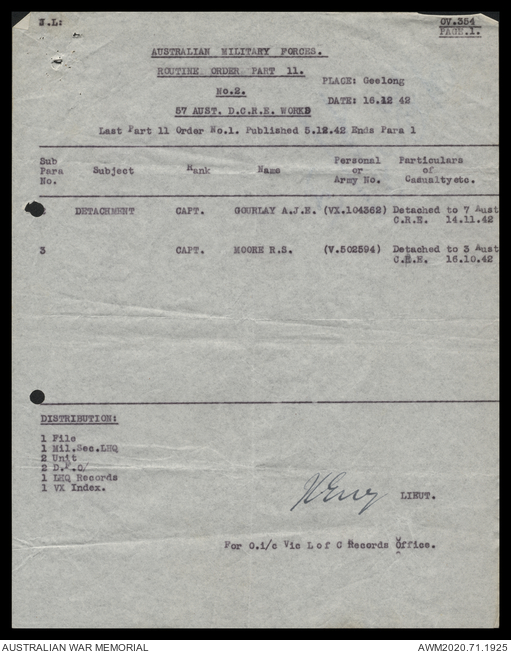 J.L:
OV.354
PAGE.1.
AUSTRALIAN MILITARY FORCES.
ROUTINE ORDER PART 11.
PLACE: Geelong
No.2.
DATE: 16.12 42
57 AUST. D.C.R.E. WORKS
Last Part 11 Order No.1. Published 5.12.42 Ends Para 1
Sub Para No. Subject Rank Name Personal or Army No. Particulars of Casualty etc.
DETACHMENT CAPT. GOURLAY A.J.E. (VX.104362) Detached to 7 Aust
C.R.E. 14.11.42
3 CAPT. MOORE R.S. (V.502594) Detached to 3 Aust
C.R.E. 16.10.42
DISTRIBUTION:
1 File
1 Mil.Sec.LHQ
2 Unit
2 D.F.O/
1 LHQ Records
1 VX Index.
LIEUT.
For O.i/c Vic L of C Records Office.
AUSTRALIAN WAR MEMORIAL
AWM2020.71.1925